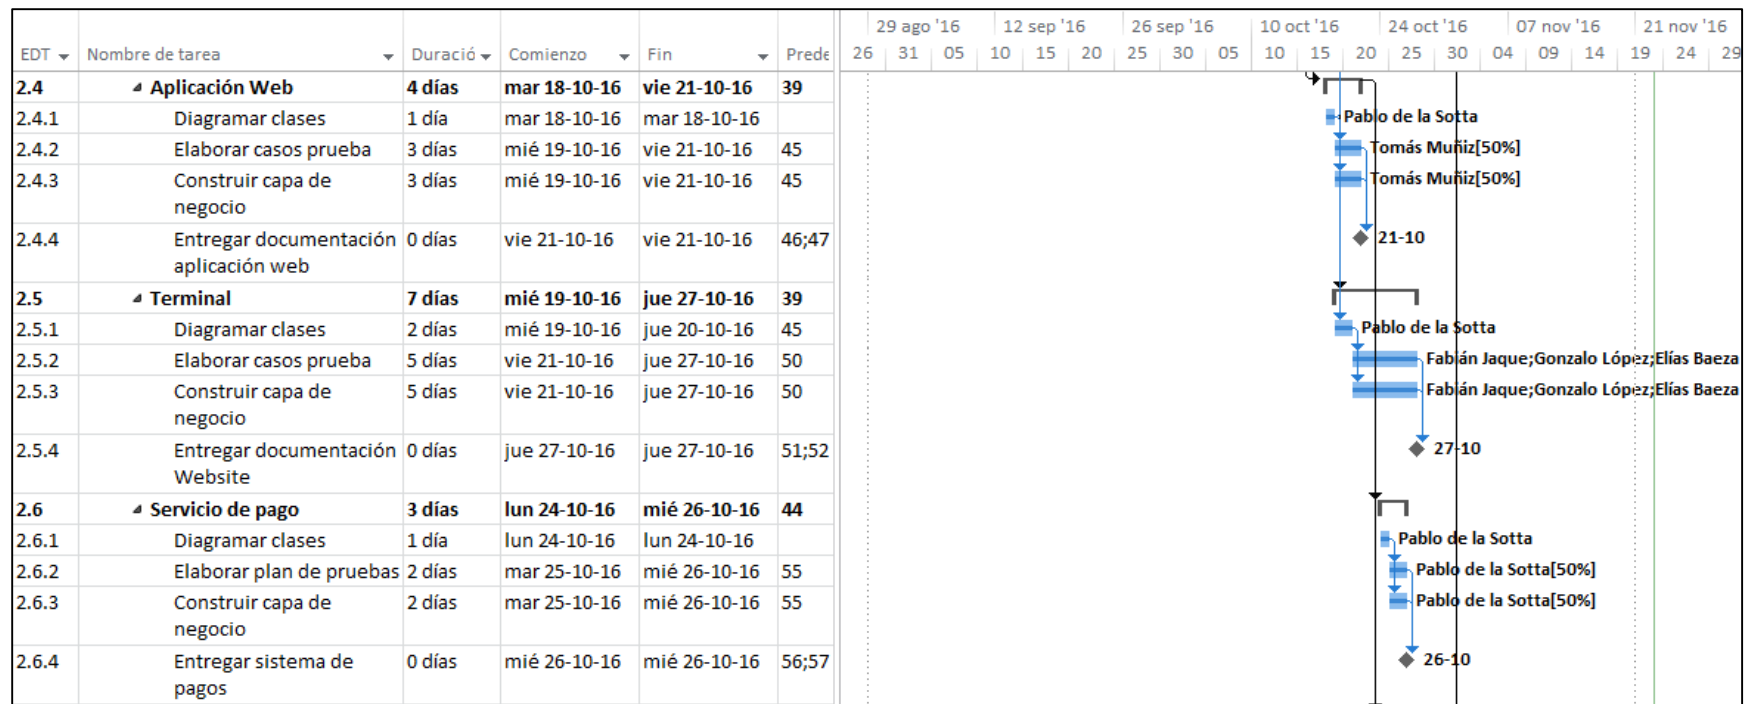 29 ago '16 12 sep '16 26 sep '16 10 oct '16 24 oct '16 07 nov '16 21 nov '16
EDT Nombre de tarea Duració Comienzo Fin Prede 26 31 05 10 15 20 25 30 05 10 15 20 25 30 04 09 14 19 24 29
2.4 Aplicación Web 4 días mar 18-10-16 vie 21-10-16 39
2.4.1 Diagramar clases 1 día mar 18-10-16 mar 18-10-16 Pablo de la Sotta
2.4.2 Elaborar casos prueba 3 días mié 19-10-16 vie 21-10-16 45 Tomás Muñiz[50%]
2.4.3 Construir capa de 3 días mié 19-10-16 vie 21-10-16 45 Tomás Muñiz[50%]
negocio
2.4.4 Entregar documentación 0 días vie 21-10-16 vie 21-10-16 46;47 21-10
aplicación web
2.5 Terminal 7 días mié 19-10-16 jue 27-10-16 39
2.5.1 Diagramar clases 2 días mié 19-10-16 jue 20-10-16 45 Pablo de la Sotta
2.5.2 Elaborar casos prueba 5 días vie 21-10-16 jue 27-10-16 50 Fabián Jaque;Gonzalo López;Elías Baeza
2.5.3 Construir capa de 5 días vie 21-10-16 jue 27-10-16 50 Fabián Jaque;Gonzalo López;Elías Baeza
negocio
2.5.4 Entregar documentación 0 días jue 27-10-16 jue 27-10-16 51;52 27-10
Website
2.6 Servicio de pago 3 días lun 24-10-16 mié 26-10-16 44
2.6.1 Diagramar clases 1 día lun 24-10-16 lun 24-10-16 Pablo de la Sotta
2.6.2 Elaborar plan de pruebas 2 días mar 25-10-16 mié 26-10-16 55 Pablo de la Sotta[50%]
2.6.3 Construir capa de 2 días mar 25-10-16 mié 26-10-16 55 Pablo de la Sotta[50%]
negocio
2.6.4 Entregar sistema de 0 días mié 26-10-16 mié 26-10-16 56;57 26-10
pagos